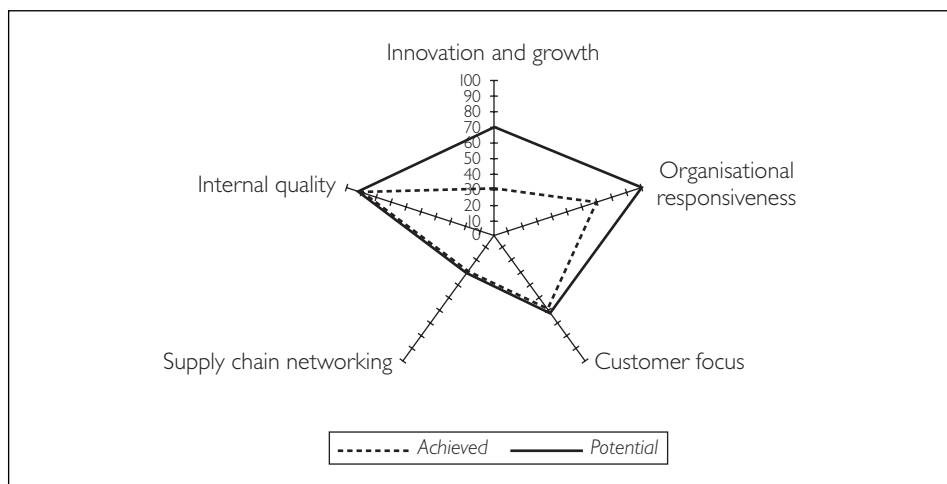 Innovation and growth
100
90
80
70
60
50
40
30
20
10
0
Internal quality
Organisational
responsiveness
Supply chain networking
Customer focus
Achieved
Potential